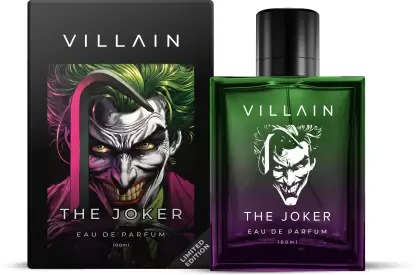 VILLAIN
THE JOKER
EAU DE PARFUM
100ml
LIMITED
EDITION
VILLAIN
THE JOKER
EAU DE PARFUM
100ml